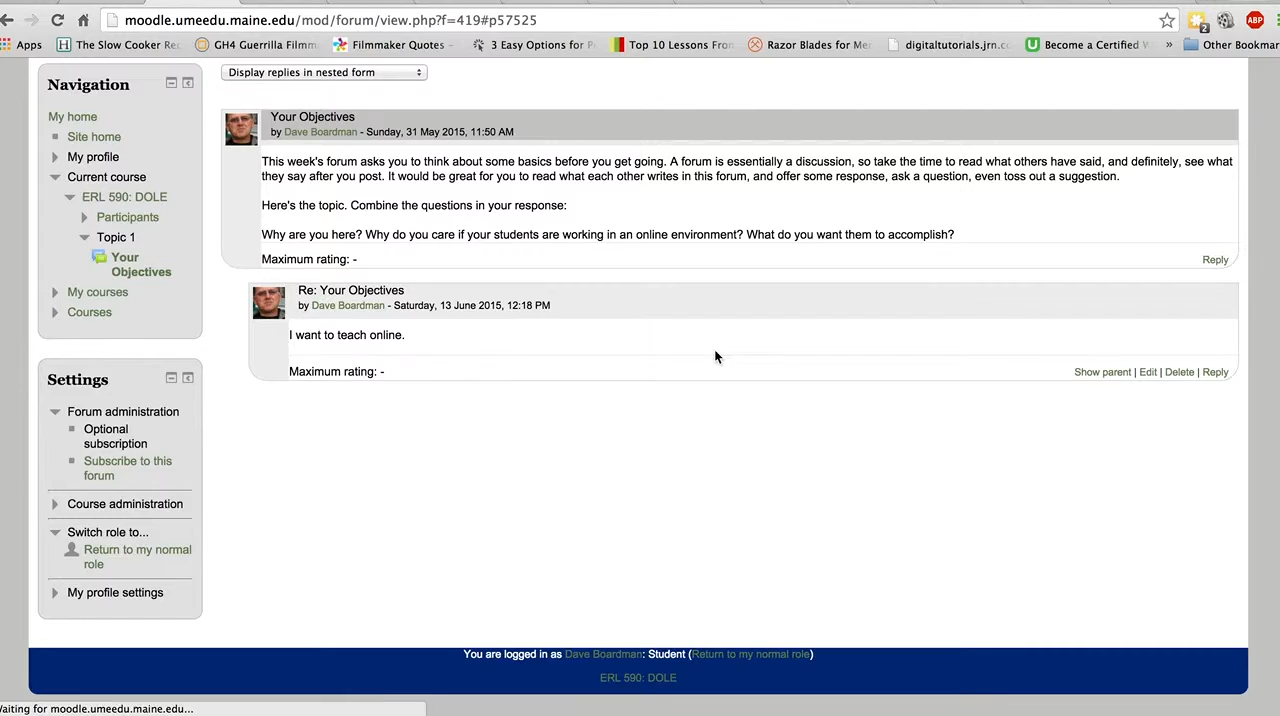 moodle.umeedu.maine.edu/mod/forum/view.php?f=419#p57525
ABP
2
Apps
The Slow Cooker Re
GH4 Guerrilla Filmm
Filmmaker Quotes -
3 Easy Options for P
Top 10 Lessons From
Razor Blades for Me
digitaltutorials.jrn.co
Become a Certified
»
Other Bookmar
Navigation
My home
Site home
My profile
Current course
ERL 590: DOLE
Participants
Topic 1
Your
Objectives
My courses
Courses
Settings
Forum administration
Optional
subscription
Subscribe to this
forum
Course administration
Switch role to...
Return to my normal
role
My profile settings
Display replies in nested form
Your Objectives
by Dave Boardman - Sunday, 31 May 2015, 11:50 AM
This week's forum asks you to think about some basics before you get going. A forum is essentially a discussion, so take the time to read what others have said, and definitely, see what
they say after you post. It would be great for you to read what each other writes in this forum, and offer some response, ask a question, even toss out a suggestion.
Here's the topic. Combine the questions in your response:
Why are you here? Why do you care if your students are working in an online environment? What do you want them to accomplish?
Maximum rating: -
Reply
Re: Your Objectives
by Dave Boardman - Saturday, 13 June 2015, 12:18 PM
I want to teach online.
Maximum rating: -
Show parent | Edit | Delete | Reply
You are logged in as Dave Boardman: Student (Return to my normal role)
ERL 590: DOLE
Waiting for moodle.umeedu.maine.edu...